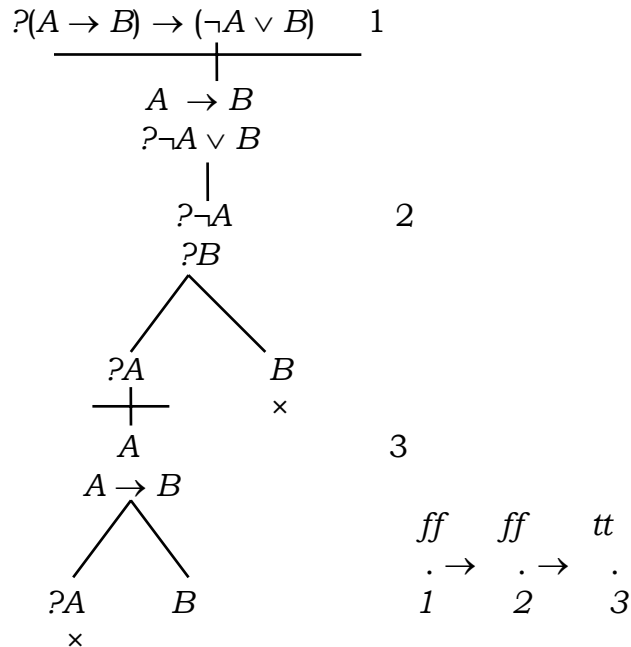 ?(A → B) → (¬A ∨ B) 1
A → B
?¬A ∨ B
?¬A 2
?B
?A B
×
A 3
A → B
ff ff tt
. → . → .
?A B 1 2 3
×